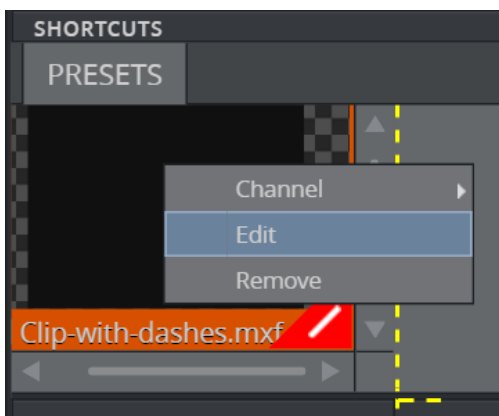 SHORTCUTS
PRESETS
Channel
Edit
Remove
Clip-with-dashes.mxf